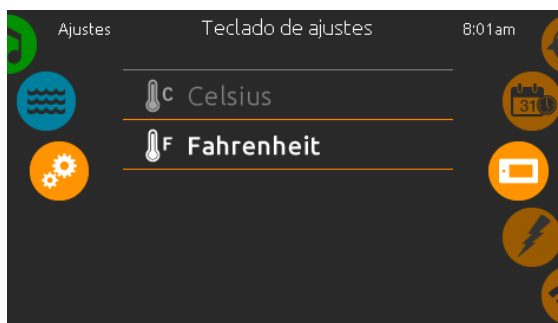 Ajustes
Teclado de ajustes
8:01am
C Celsius
F Fahrenheit
31